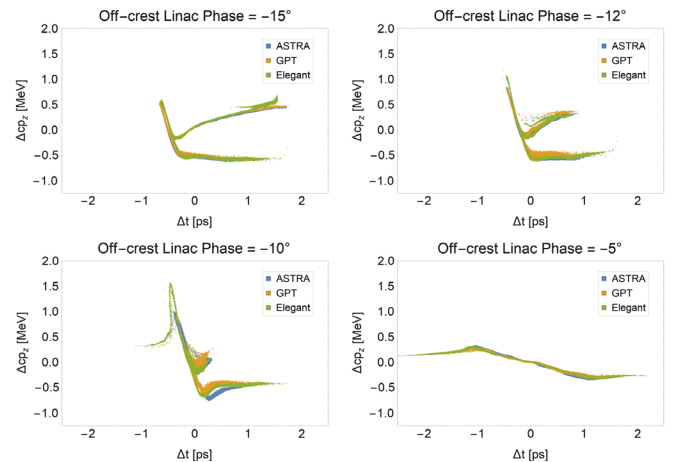 Off-crest Linac Phase = −15°
2.0
1.5
1.0
0.5
0.0
−0.5
−1.0
Δcp_z [MeV]
ASTRA
GPT
Elegant
−2 −1 0 1 2
Δt [ps]
Off-crest Linac Phase = −12°
2.0
1.5
1.0
0.5
0.0
−0.5
−1.0
Δcp_z [MeV]
ASTRA
GPT
Elegant
−2 −1 0 1 2
Δt [ps]
Off-crest Linac Phase = −10°
2.0
1.5
1.0
0.5
0.0
−0.5
−1.0
Δcp_z [MeV]
ASTRA
GPT
Elegant
−2 −1 0 1 2
Δt [ps]
Off-crest Linac Phase = −5°
2.0
1.5
1.0
0.5
0.0
−0.5
−1.0
Δcp_z [MeV]
ASTRA
GPT
Elegant
−2 −1 0 1 2
Δt [ps]